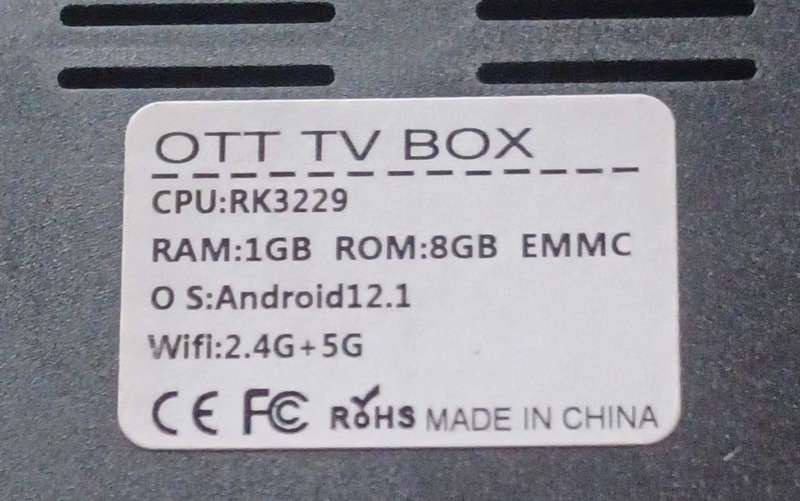 OTT TV BOX
CPU:RK3229
RAM:1GB ROM:8GB EMMC
O S:Android12.1
Wifi:2.4G+5G
CE FC RoHS MADE IN CHINA